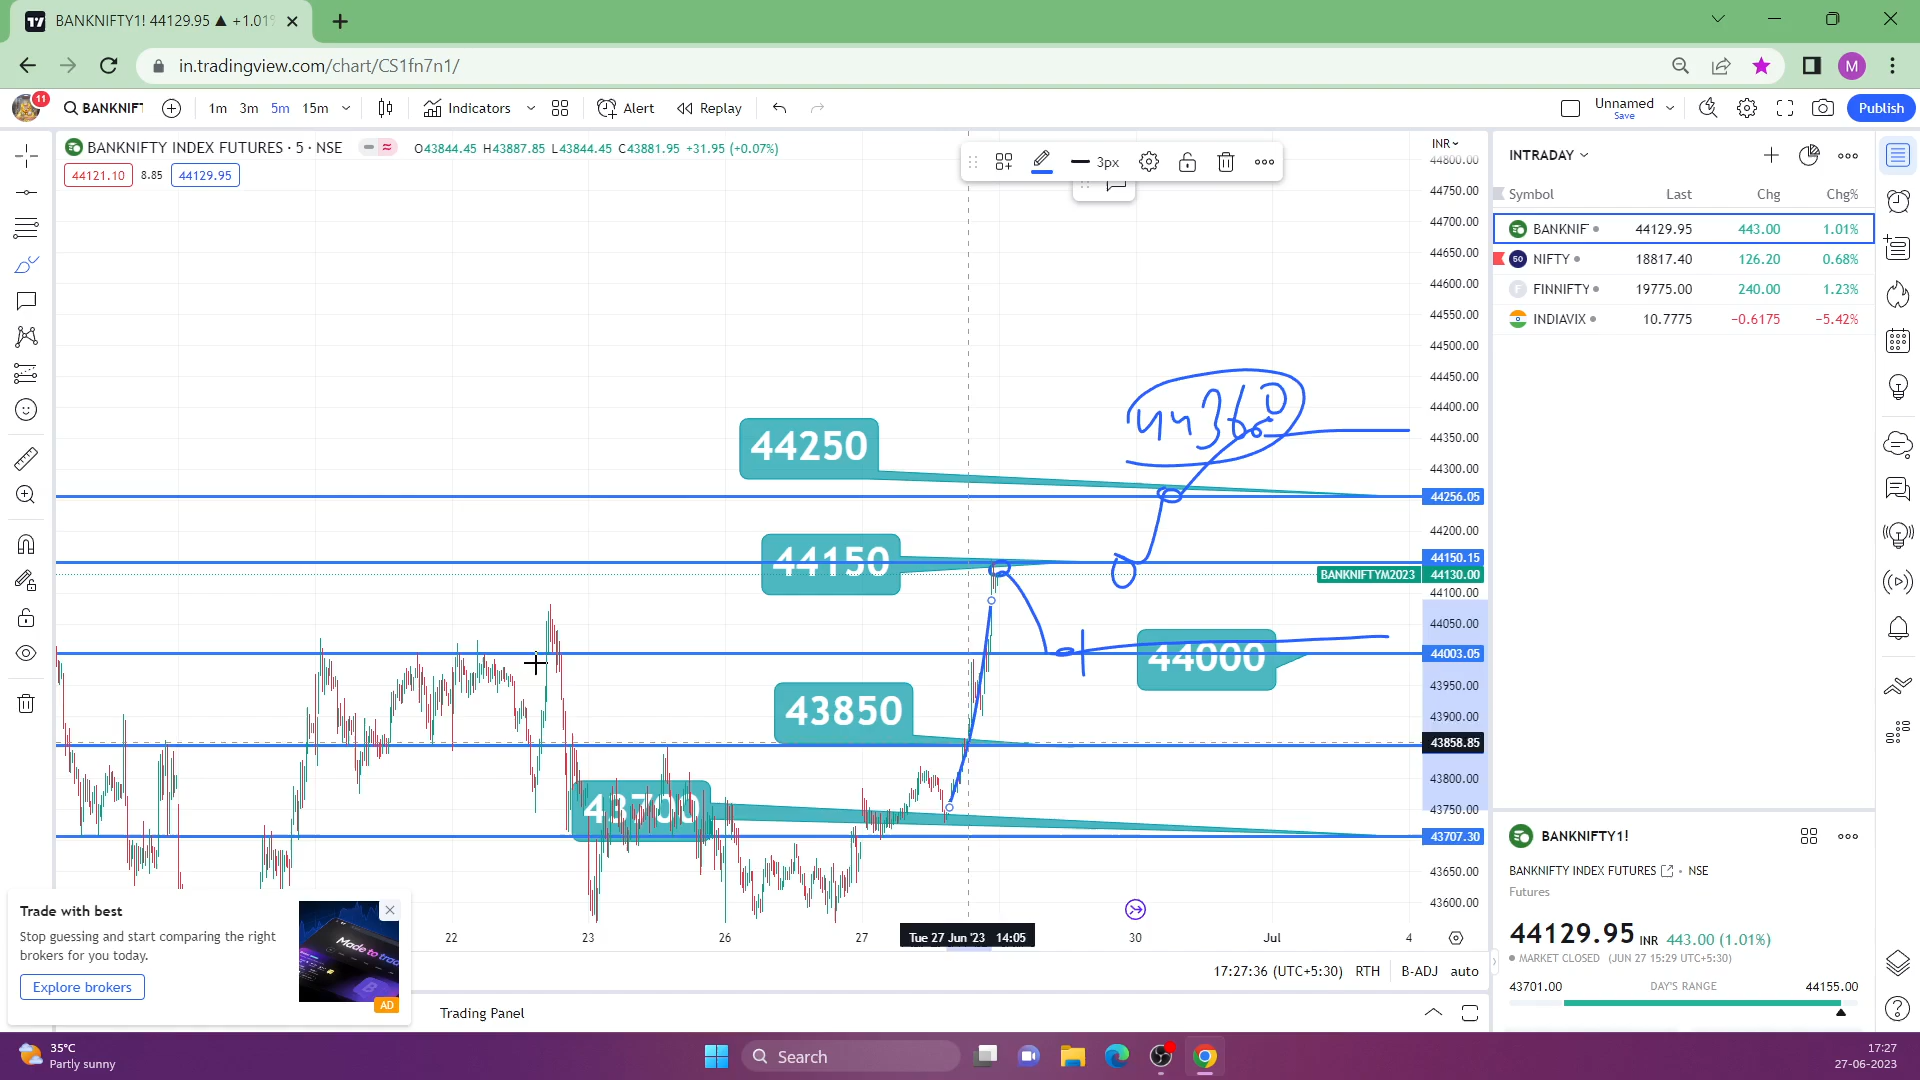 BANKNIFTY1! 44129.95 ▲ +1.01%
in.tradingview.com/chart/CS1fn7n1/
M
11
BANKNIFT
1m 3m 5m 15m
Indicators
Alert
Replay
Unnamed
Save
Publish
BANKNIFTY INDEX FUTURES · 5 · NSE
O43844.45 H43887.85 L43844.45 C43881.95 +31.95 (+0.07%)
44121.10 8.85 44129.95
3px
INR
44800.00
44750.00
44700.00
44650.00
44600.00
44550.00
44500.00
44450.00
44400.00
44350.00
44300.00
44256.05
44200.00
44150.15
BANKNIFTYM2023 44130.00
44100.00
44050.00
44003.05
43950.00
43900.00
43858.85
43800.00
43750.00
43707.30
43650.00
43600.00
44360
44250
44150
44000
43850
43700
22 23 26 27 Tue 27 Jun '23 14:05 30 Jul 4
17:27:36 (UTC+5:30) RTH B-ADJ auto
Trading Panel
Trade with best
Stop guessing and start comparing the right
brokers for you today.
Explore brokers
Made to trad
AD
INTRADAY
Symbol Last Chg Chg%
BANKNIF 44129.95 443.00 1.01%
50 NIFTY 18817.40 126.20 0.68%
F FINNIFTY 19775.00 240.00 1.23%
INDIAVIX 10.7775 −0.6175 −5.42%
BANKNIFTY1!
BANKNIFTY INDEX FUTURES · NSE
Futures
44129.95 INR 443.00 (1.01%)
MARKET CLOSED (JUN 27 15:29 UTC+5:30)
43701.00 DAY'S RANGE 44155.00
35°C
Partly sunny
Search
17:27
27-06-2023